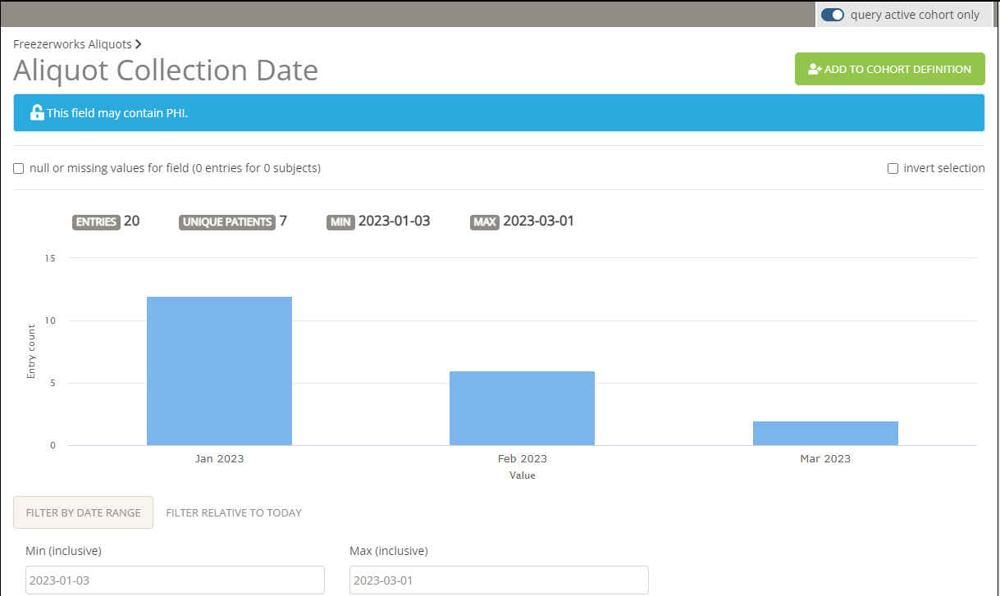 query active cohort only
Freezerworks Aliquots
Aliquot Collection Date
ADD TO COHORT DEFINITION
This field may contain PHI.
null or missing values for field (0 entries for 0 subjects)
invert selection
ENTRIES 20 UNIQUE PATIENTS 7 MIN 2023-01-03 MAX 2023-03-01
15
10
5
0
Entry count
Jan 2023 Feb 2023 Mar 2023
Value
FILTER BY DATE RANGE FILTER RELATIVE TO TODAY
Min (inclusive) Max (inclusive)
2023-01-03 2023-03-01